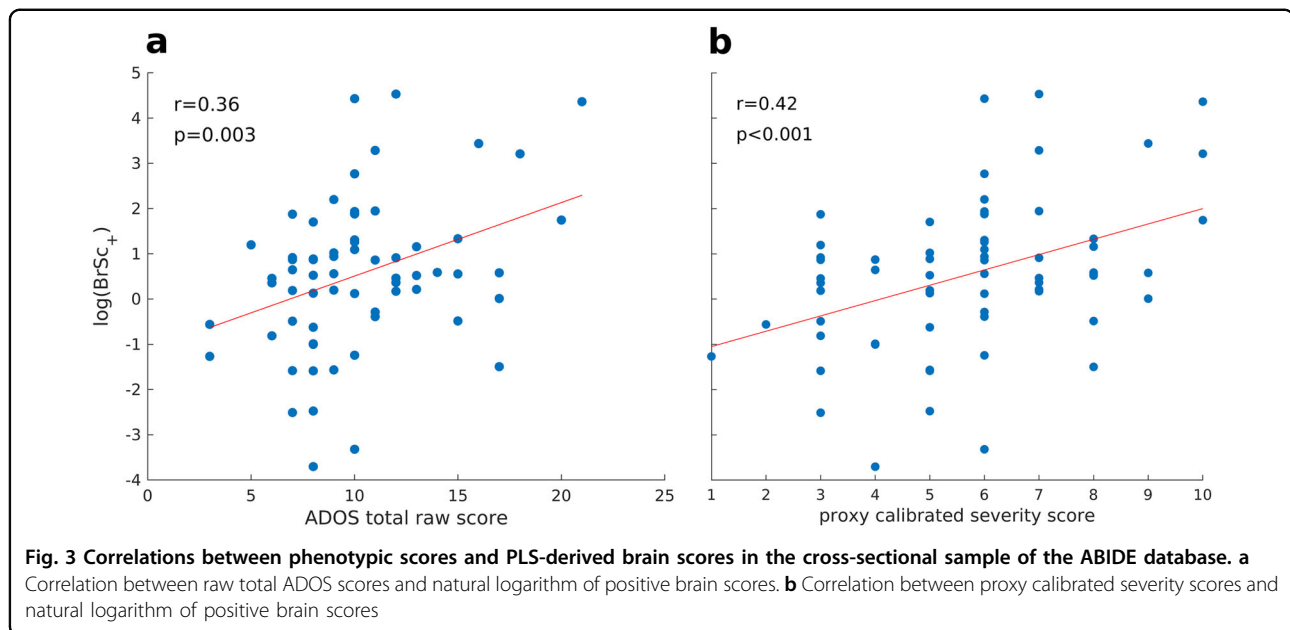 a
r=0.36
p=0.003
5
4
3
2
1
0
-1
-2
-3
-4
log(BrSc+)
0 5 10 15 20 25
ADOS total raw score
b
r=0.42
p<0.001
1 2 3 4 5 6 7 8 9 10
proxy calibrated severity score
Fig. 3 Correlations between phenotypic scores and PLS-derived brain scores in the cross-sectional sample of the ABIDE database. a
Correlation between raw total ADOS scores and natural logarithm of positive brain scores. b Correlation between proxy calibrated severity scores and
natural logarithm of positive brain scores